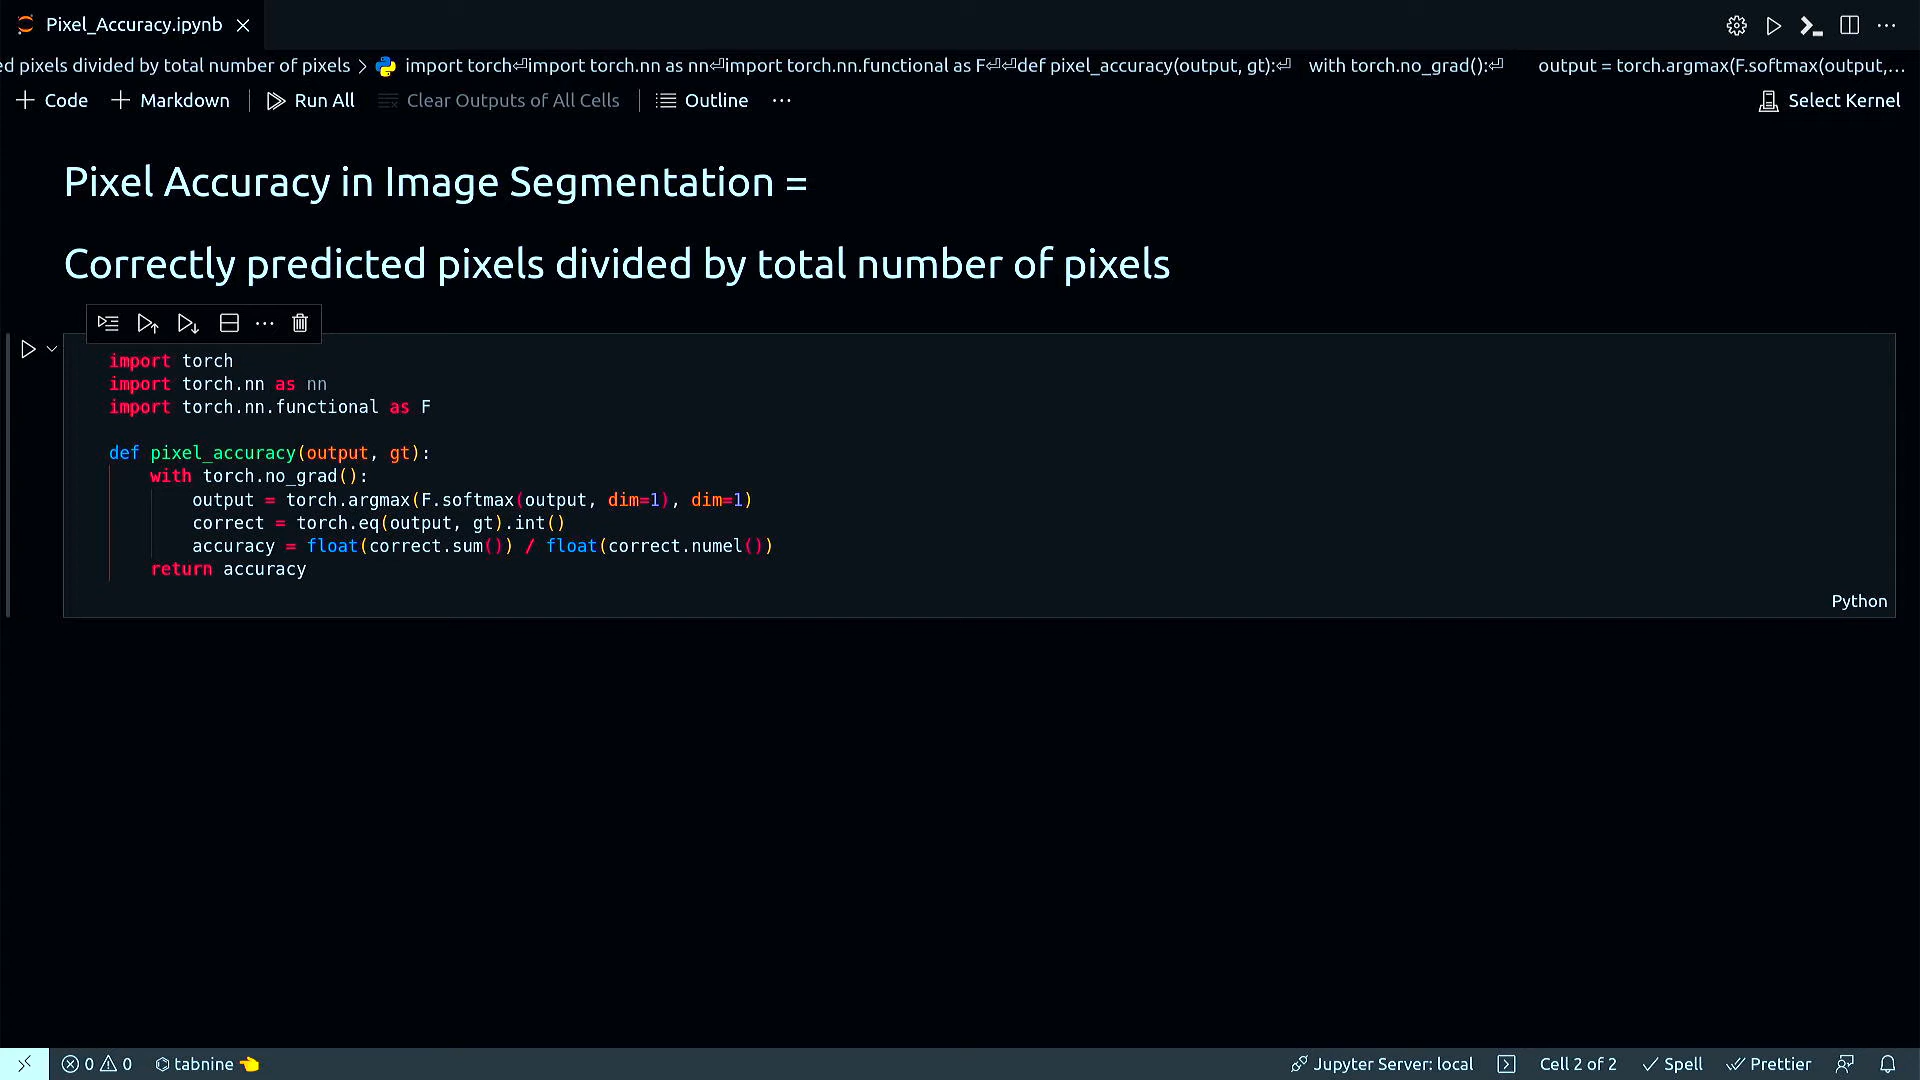 Pixel_Accuracy.ipynb
ed pixels divided by total number of pixels > import torch⏎import torch.nn as nn⏎import torch.nn.functional as F⏎⏎def pixel_accuracy(output, gt):⏎ with torch.no_grad():⏎ output = torch.argmax(F.softmax(output,...
+ Code + Markdown Run All Clear Outputs of All Cells Outline ... Select Kernel
Pixel Accuracy in Image Segmentation =
Correctly predicted pixels divided by total number of pixels
import torch
import torch.nn as nn
import torch.nn.functional as F
def pixel_accuracy(output, gt):
with torch.no_grad():
output = torch.argmax(F.softmax(output, dim=1), dim=1)
correct = torch.eq(output, gt).int()
accuracy = float(correct.sum()) / float(correct.numel())
return accuracy
Python
0 0 tabnine Jupyter Server: local Cell 2 of 2 Spell Prettier